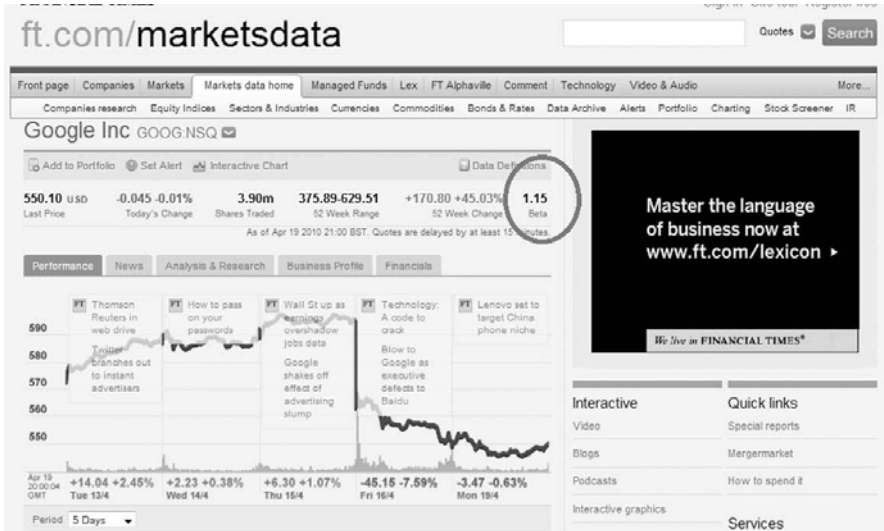 ft.com/marketsdata
Quotes
Search
Front page Companies Markets Markets data home Managed Funds Lex FT Alphaville Comment Technology Video & Audio More...
Companies research Equity Indices Sectors & Industries Currencies Commodities Bonds & Rates Data Archive Alerts Portfolio Charting Stock Screener IR
Google Inc GOOG:NSQ
Add to Portfolio Set Alert Interactive Chart Data Definitions
550.10 USD -0.045 -0.01% 3.90m 375.89-629.51 +170.80 +45.03% 1.15
Last Price Today's Change Shares Traded 52 Week Range 52 Week Change Beta
As of Apr 19 2010 21:00 BST. Quotes are delayed by at least 15 minutes.
Performance News Analysis & Research Business Profile Financials
FT Thomson
Reuters in
web drive
Twitter
branches out
to instant
advertisers
FT How to pass
on your
passwords
FT Wall St up as
earnings
overshadow
jobs data
Google
shakes off
effect of
advertising
slump
FT Technology:
A code to
crack
Blow to
Google as
executive
defects to
Baidu
FT Lenovo set to
target China
phone niche
590
580
570
560
550
Apr 19
20:00:04
GMT
+14.04 +2.45% +2.23 +0.38% +6.30 +1.07% -45.15 -7.59% -3.47 -0.63%
Tue 13/4 Wed 14/4 Thu 15/4 Fri 16/4 Mon 19/4
Period 5 Days
Master the language
of business now at
www.ft.com/lexicon
We live in FINANCIAL TIMES®
Interactive
Video
Blogs
Podcasts
Interactive graphics
Quick links
Special reports
Mergermarket
How to spend it
Services